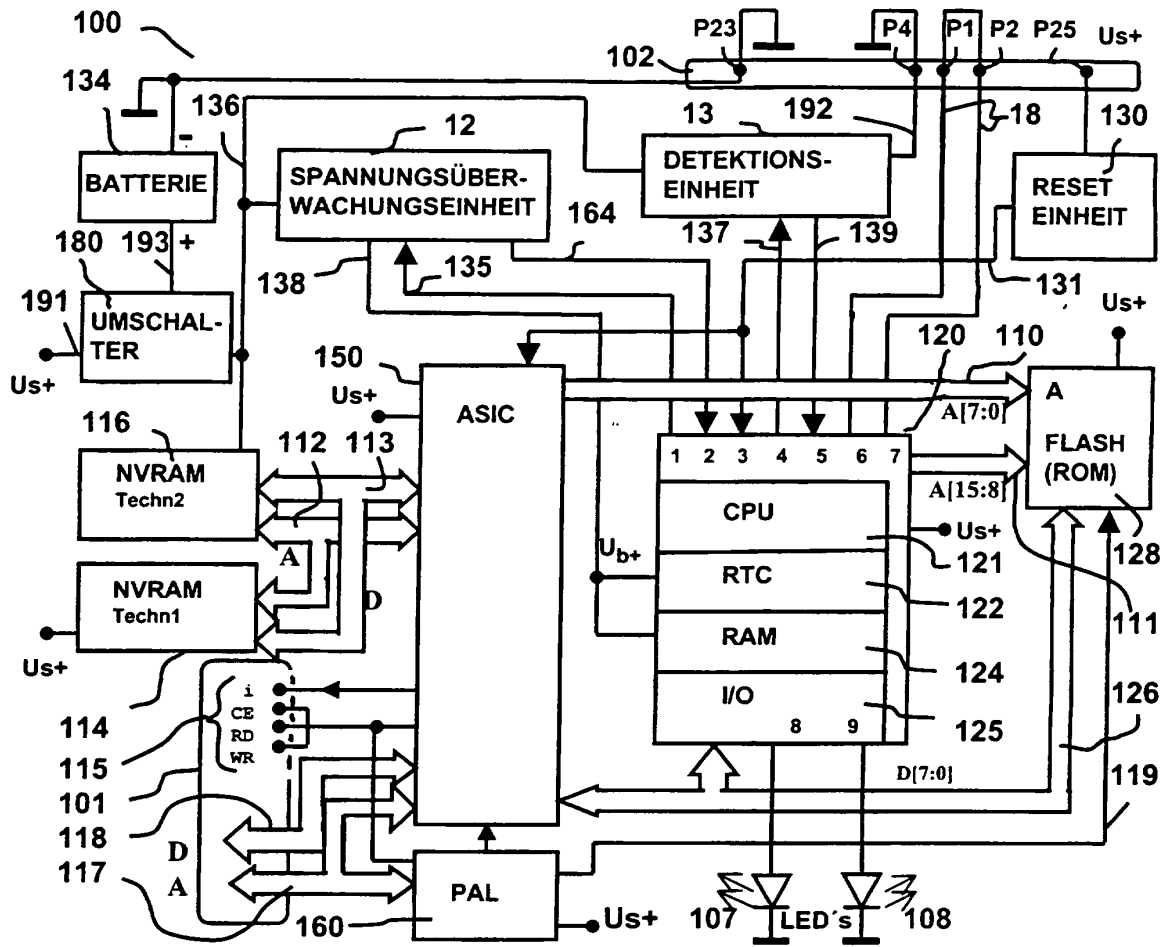 100
P23
P4
P1
P2
P25
Us+
102
134
136
12
13
192
18
130
-
BATTERIE
SPANNUNGSÜBER-
WACHUNGSEINHEIT
DETEKTIONS-
EINHEIT
RESET
EINHEIT
193
+
164
137
139
180
138
135
131
191
UMSCHAL-
TER
Us+
Us+
150
120
110
Us+
ASIC
A
A[7:0]
116
112
113
1 2 3 4 5 6 7
FLASH
(ROM)
NVRAM
Techn2
A[15:8]
CPU
Us+
A
Ub+
121
128
NVRAM
Techn1
D
RTC
122
111
Us+
RAM
124
i
CE
RD
WR
114
I/O
126
115
8 9
125
101
D[7:0]
119
118
D
A
117
PAL
160
Us+
107
LED´s
108